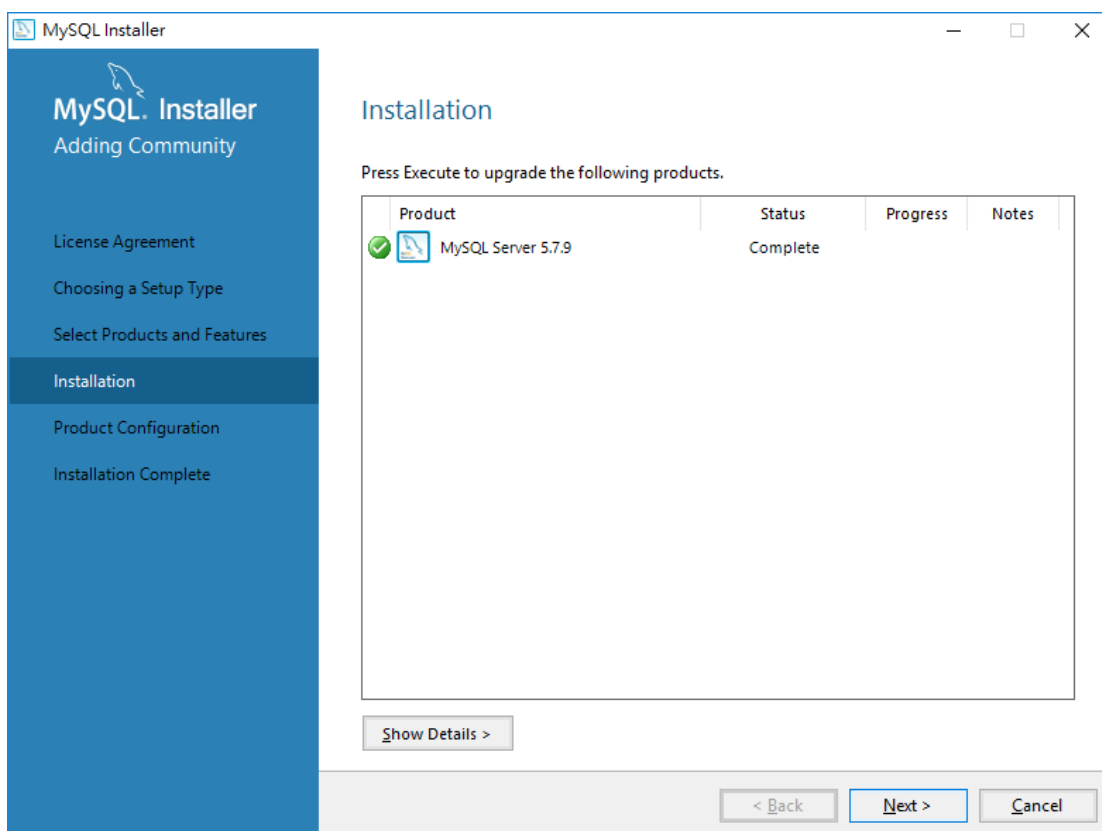 MySQL Installer
MySQL. Installer
Adding Community
License Agreement
Choosing a Setup Type
Select Products and Features
Installation
Product Configuration
Installation Complete
Installation
Press Execute to upgrade the following products.
Product Status Progress Notes
MySQL Server 5.7.9 Complete
Show Details >
< Back Next > Cancel